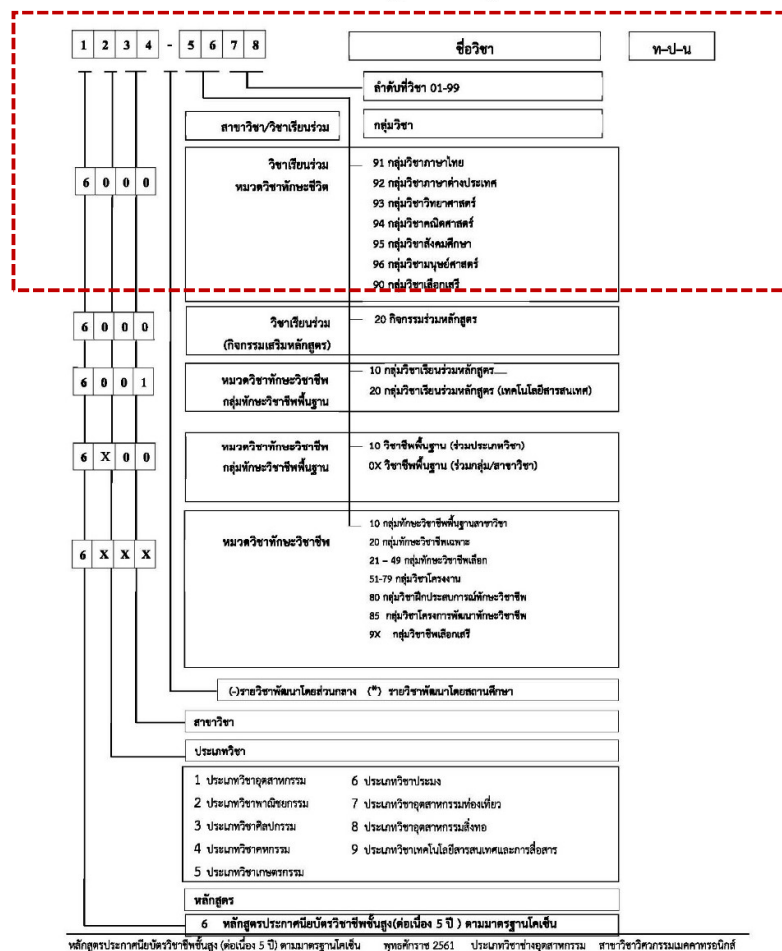 1 2 3 4 - 5 6 7 8 ชื่อวิชา ท-ป-น
ลำดับที่วิชา 01-99
สาขาวิชา/วิชาเรียนร่วม กลุ่มวิชา
วิชาเรียนร่วม 91 กลุ่มวิชาภาษาไทย
6 0 0 0 หมวดวิชาทักษะชีวิต 92 กลุ่มวิชาภาษาต่างประเทศ
93 กลุ่มวิชาวิทยาศาสตร์
94 กลุ่มวิชาคณิตศาสตร์
95 กลุ่มวิชาสังคมศึกษา
96 กลุ่มวิชามนุษย์ศาสตร์
90 กลุ่มวิชาเลือกเสรี
6 0 0 0 วิชาเรียนร่วม 20 กิจกรรมร่วมหลักสูตร
(กิจกรรมเสริมหลักสูตร)
6 0 0 1 หมวดวิชาทักษะวิชาชีพ 10 กลุ่มวิชาเรียนร่วมหลักสูตร
กลุ่มทักษะวิชาชีพพื้นฐาน 20 กลุ่มวิชาเรียนร่วมหลักสูตร (เทคโนโลยีสารสนเทศ)
6 X 0 0 หมวดวิชาทักษะวิชาชีพ 10 วิชาชีพพื้นฐาน (ร่วมประเภทวิชา)
กลุ่มทักษะวิชาชีพพื้นฐาน 0X วิชาชีพพื้นฐาน (ร่วมกลุ่ม/สาขาวิชา)
10 กลุ่มทักษะวิชาชีพพื้นฐานสาขาวิชา
6 X X X หมวดวิชาทักษะวิชาชีพ 20 กลุ่มทักษะวิชาชีพเฉพาะ
21 – 49 กลุ่มทักษะวิชาชีพเลือก
51-79 กลุ่มวิชาโครงงาน
80 กลุ่มวิชาฝึกประสบการณ์ทักษะวิชาชีพ
85 กลุ่มวิชาโครงการพัฒนาทักษะวิชาชีพ
9X กลุ่มวิชาชีพเลือกเสรี
(-)รายวิชาพัฒนาโดยส่วนกลาง (*) รายวิชาพัฒนาโดยสถานศึกษา
สาขาวิชา
ประเภทวิชา
1 ประเภทวิชาอุตสาหกรรม 6 ประเภทวิชาประมง
2 ประเภทวิชาพาณิชยกรรม 7 ประเภทวิชาอุตสาหกรรมท่องเที่ยว
3 ประเภทวิชาศิลปกรรม 8 ประเภทวิชาอุตสาหกรรมสิ่งทอ
4 ประเภทวิชาคหกรรม 9 ประเภทวิชาเทคโนโลยีสารสนเทศและการสื่อสาร
5 ประเภทวิชาเกษตรกรรม
หลักสูตร
6 หลักสูตรประกาศนียบัตรวิชาชีพชั้นสูง(ต่อเนื่อง 5 ปี ) ตามมาตรฐานโคเซ็น
หลักสูตรประกาศนียบัตรวิชาชีพชั้นสูง (ต่อเนื่อง 5 ปี) ตามมาตรฐานโคเซ็น พุทธศักราช 2561 ประเภทวิชาช่างอุตสาหกรรม สาขาวิชาวิศวกรรมแมคคาทรอนิกส์